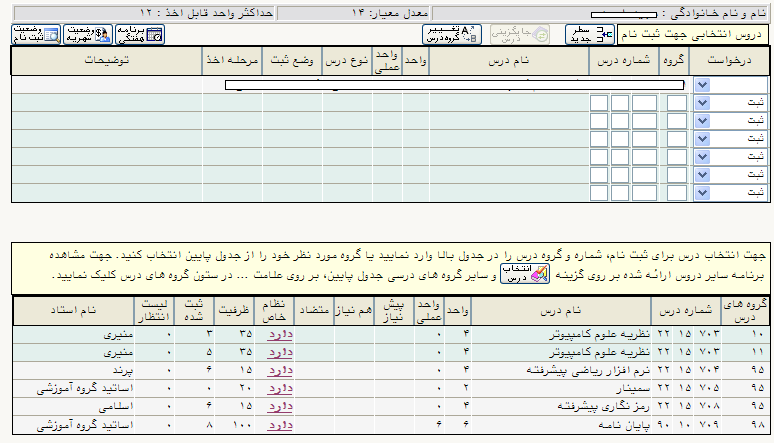 نام و نام خانوادگی : معدل معیار: ۱۴ حداکثر واحد قابل اخذ : ۱۲
دروس انتخابی جهت ثبت نام سطر جدید جایگزینی درس تغییر گروه درس برنامه هفتگی وضعیت شهریه وضعیت ثبت نام
درخواست گروه شماره درس نام درس واحد واحد عملی نوع درس وضع ثبت مرحله اخذ توضیحات
ثبت
ثبت
ثبت
ثبت
ثبت
ثبت
جهت انتخاب درس برای ثبت نام، شماره و گروه درس را در جدول بالا وارد نمایید یا گروه مورد نظر خود را از جدول پایین انتخاب کنید. جهت مشاهده
برنامه سایر دروس ارائه شده بر روی گزینه انتخاب درس و سایر گروه های درسی جدول پایین، بر روی علامت ... در ستون گروه های درس کلیک نمایید.
گروه های درس شماره درس نام درس واحد واحد عملی پیش نیاز هم نیاز متضاد نظام خاص ظرفیت ثبت شده لیست انتظار نام استاد
۱۰ ۷۰۳ ۱۵ ۲۲ نظریه علوم کامپیوتر ۴ ۰ دارد ۳۵ ۳ ۰ منیری
۱۱ ۷۰۳ ۱۵ ۲۲ نظریه علوم کامپیوتر ۴ ۰ دارد ۳۵ ۵ ۰ منیری
۹۵ ۷۰۴ ۱۵ ۲۲ نرم افزار ریاضی پیشرفته ۴ ۰ دارد ۱۵ ۶ ۰ پرند
۹۵ ۷۰۵ ۱۵ ۲۲ سمینار ۲ ۰ دارد ۲۰ ۰ ۰ اساتید گروه آموزشی
۹۵ ۷۰۸ ۱۵ ۲۲ رمز نگاری پیشرفته ۴ ۰ دارد ۱۵ ۶ ۰ اسلامی
۹۸ ۷۰۹ ۱۰ ۹۰ پایان نامه ۶ ۶ دارد ۱۰۰ ۸ ۰ اساتید گروه آموزشی